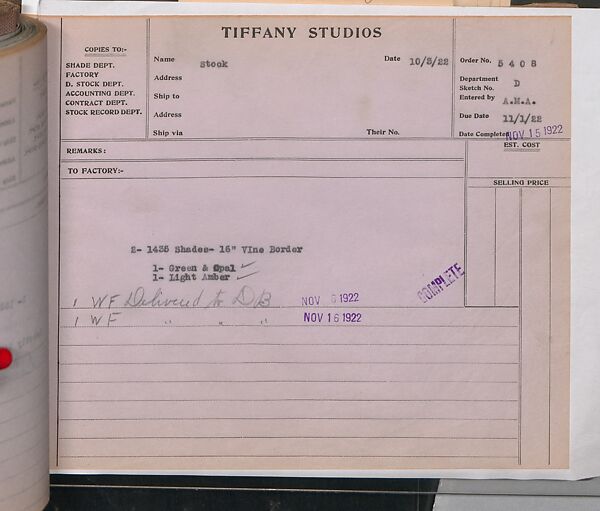 TIFFANY STUDIOS
COPIES TO:-
SHADE DEPT.
FACTORY
D. STOCK DEPT.
ACCOUNTING DEPT.
CONTRACT DEPT.
STOCK RECORD DEPT.
Name Stock Date 10/3/22
Address
Ship to
Address
Ship via Their No.
Order No. 5408
Department D
Sketch No.
Entered by A.M.A.
Due Date 11/1/22
Date Completed NOV 15 1922
REMARKS:
EST. COST
TO FACTORY:-
SELLING PRICE
2- 1435 Shades- 16" Vine Border
1- Green & Opal ✓
1- Light Amber ✓
COMPLETE
1 WF Delivered to DB NOV 6 1922
1 WF " " " NOV 16 1922